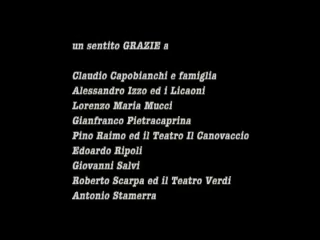 un sentito GRAZIE a
Claudio Capobianchi e famiglia
Alessandro Izzo ed i Licaoni
Lorenzo Maria Mucci
Gianfranco Pietracaprina
Pino Raimo ed il Teatro Il Canovaccio
Edoardo Ripoli
Giovanni Salvi
Roberto Scarpa ed il Teatro Verdi
Antonio Stamerra